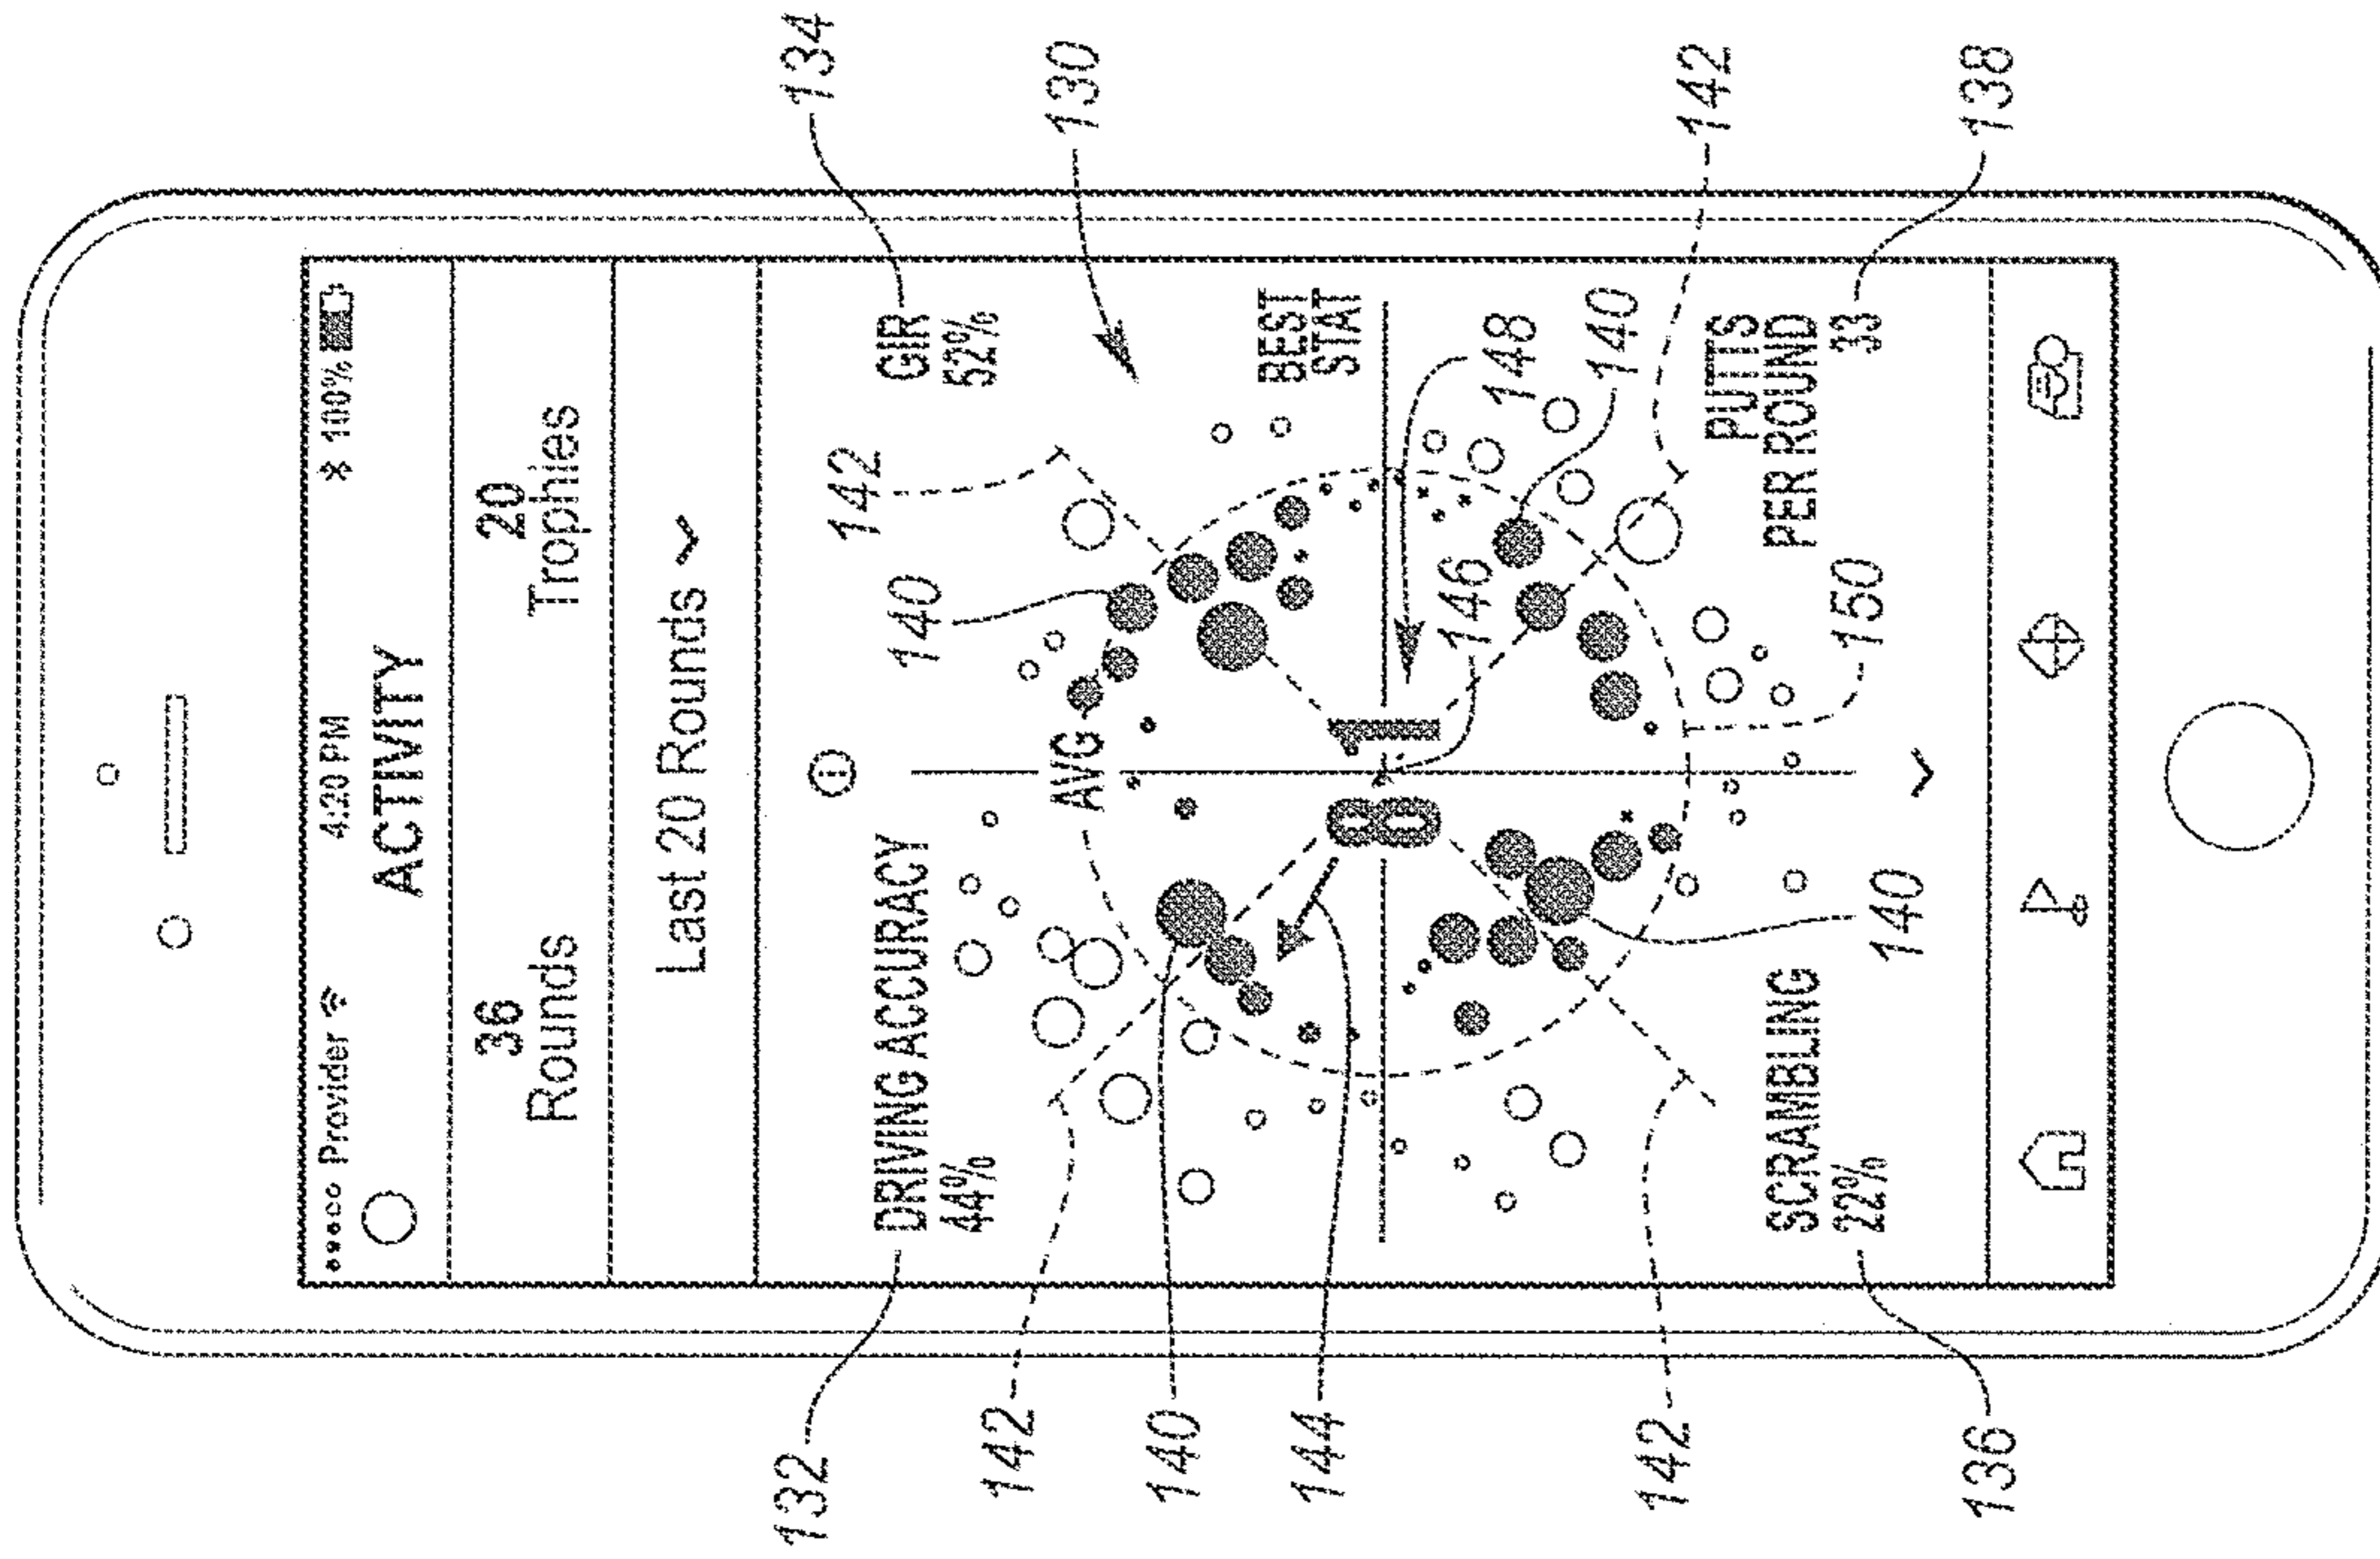 Provider 4:20 PM 100%
ACTIVITY
36 20
Rounds Trophies
Last 20 Rounds
DRIVING ACCURACY
44%
GIR
52%
AVG
BEST
STAT
81
SCRAMBLING
22%
PUTTS
PER ROUND
33
132
142
140
144
142
136
140
142
134
130
148
140
146
142
150
138
140